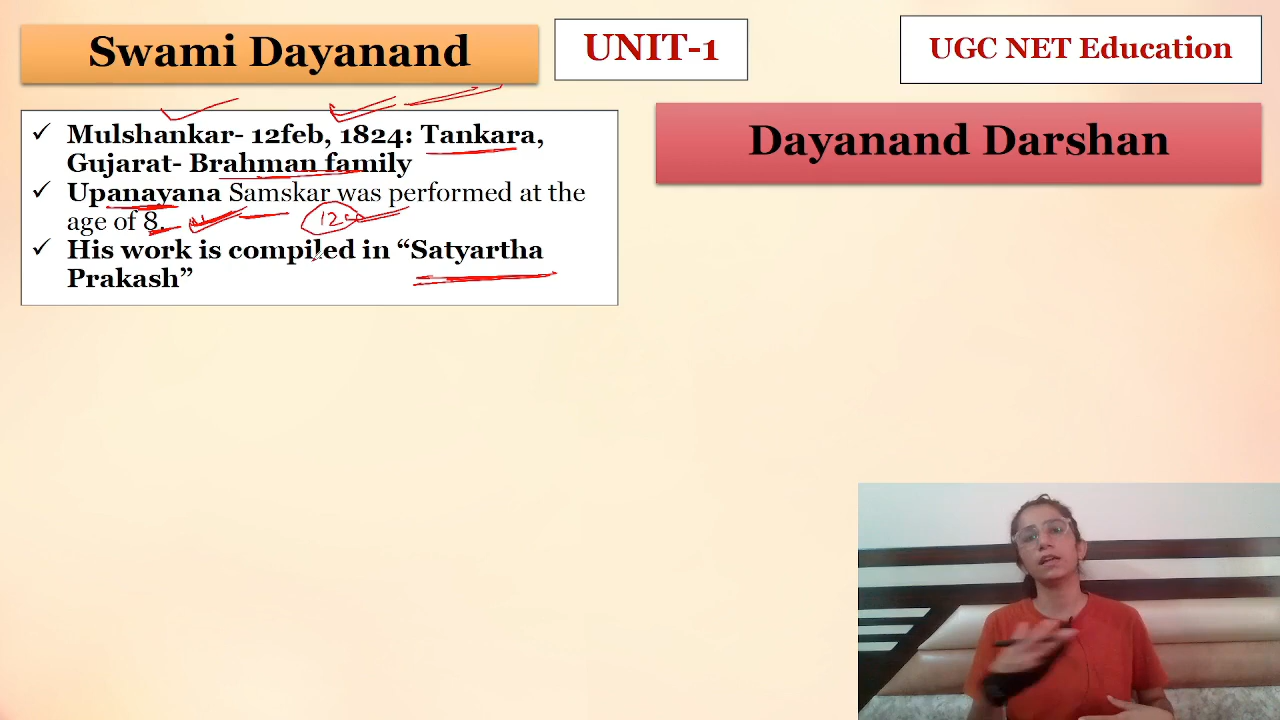 Swami Dayanand
UNIT-1
UGC NET Education
✓ Mulshankar- 12feb, 1824: Tankara,
Gujarat- Brahman family
✓ Upanayana Samskar was performed at the
age of 8.
✓ His work is compiled in “Satyartha
Prakash”
Dayanand Darshan